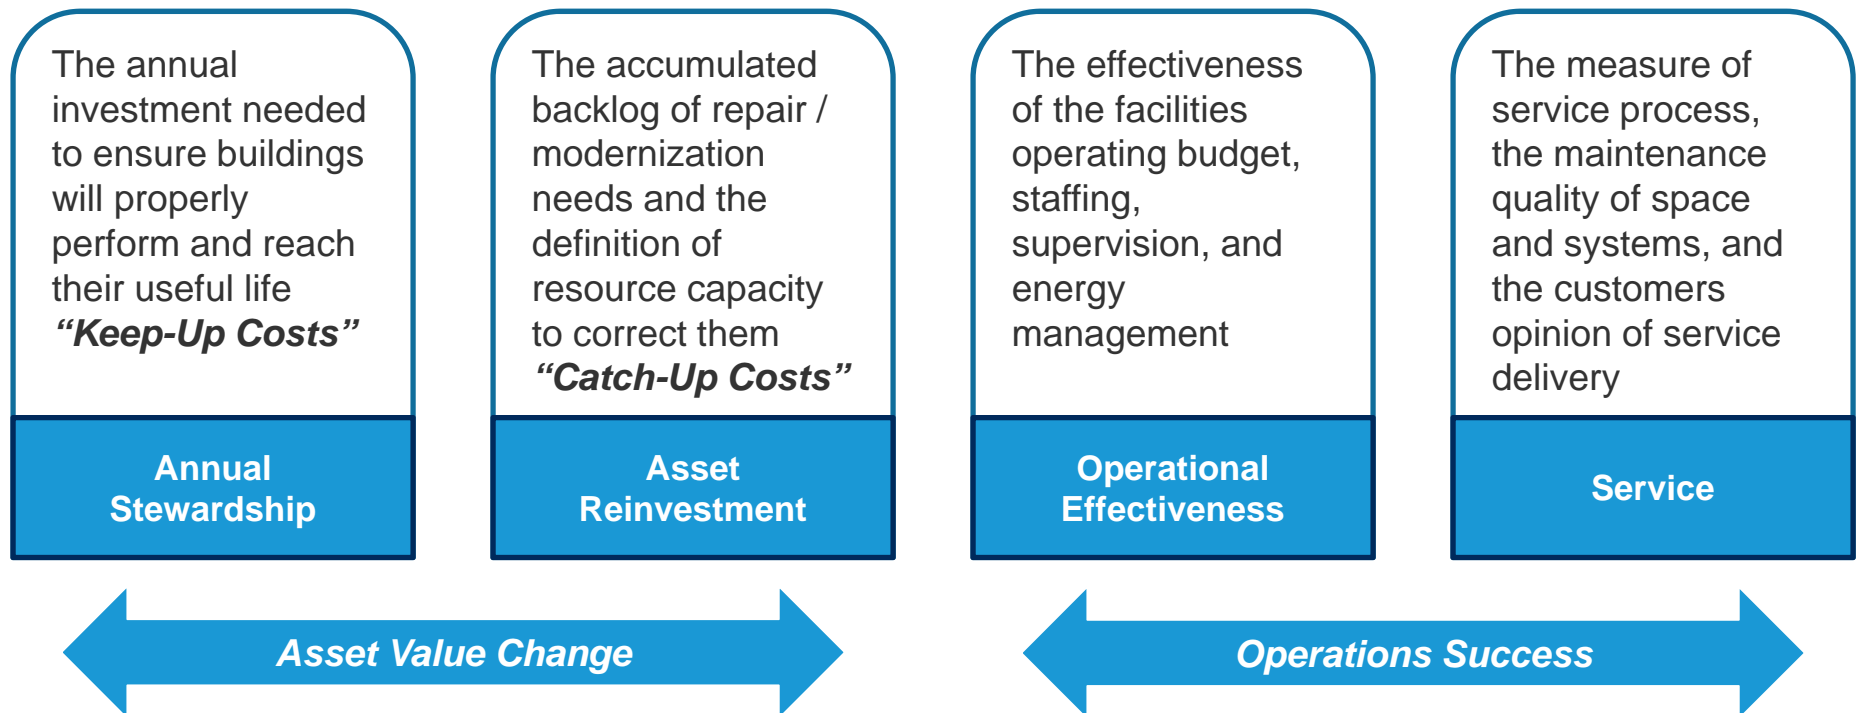 The annual
investment needed
to ensure buildings
will properly
perform and reach
their useful life
“Keep-Up Costs”
Annual
Stewardship
The accumulated
backlog of repair /
modernization
needs and the
definition of
resource capacity
to correct them
“Catch-Up Costs”
Asset
Reinvestment
The effectiveness
of the facilities
operating budget,
staffing,
supervision, and
energy
management
Operational
Effectiveness
The measure of
service process,
the maintenance
quality of space
and systems, and
the customers
opinion of service
delivery
Service
Asset Value Change
Operations Success